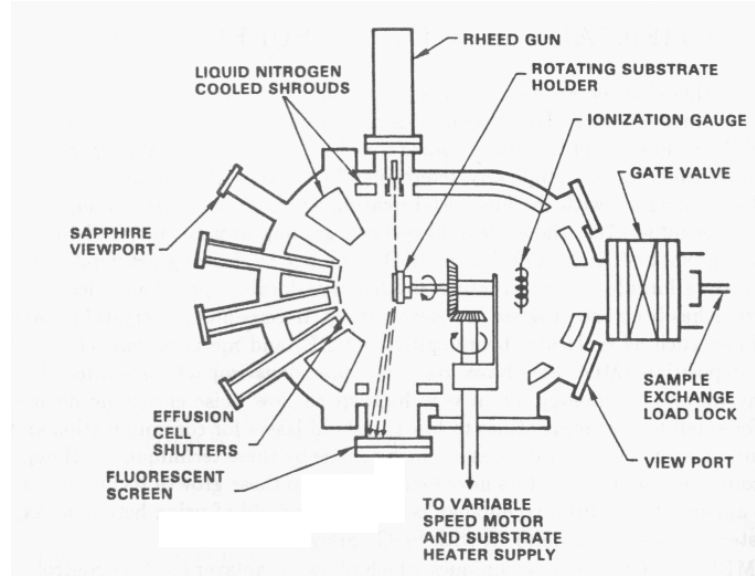 RHEED GUN
LIQUID NITROGEN
COOLED SHROUDS
ROTATING SUBSTRATE
HOLDER
IONIZATION GAUGE
GATE VALVE
SAPPHIRE
VIEWPORT
SAMPLE
EXCHANGE
LOAD LOCK
EFFUSION
CELL
SHUTTERS
VIEW PORT
FLUORESCENT
SCREEN
TO VARIABLE
SPEED MOTOR
AND SUBSTRATE
HEATER SUPPLY